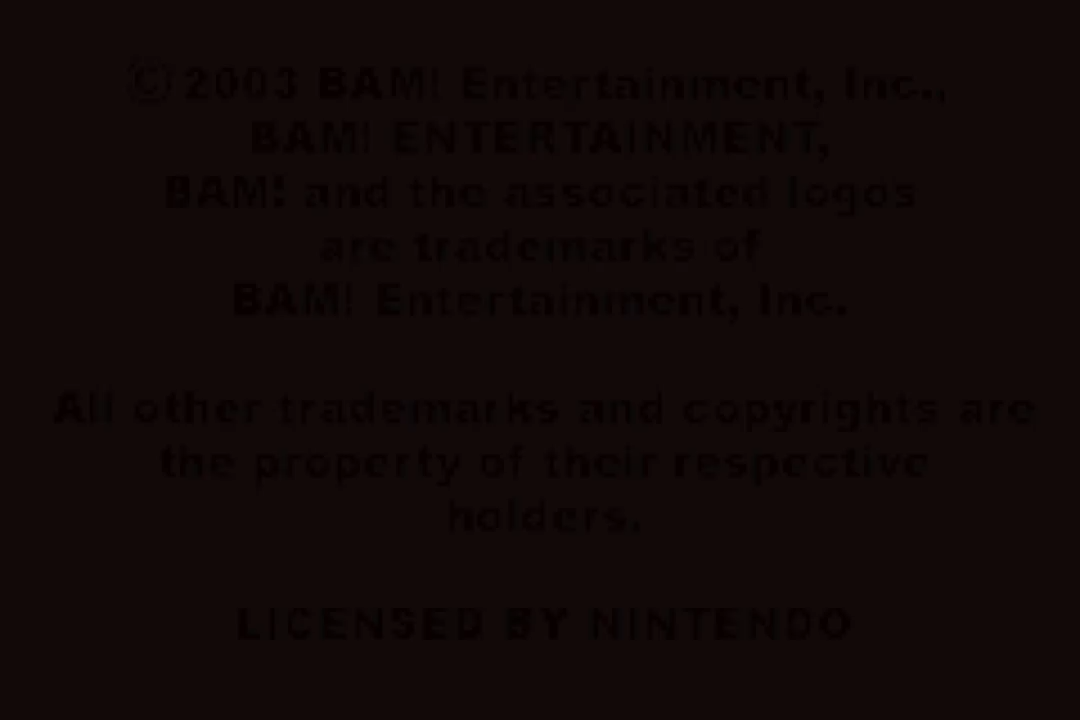 © 2003 BAM! Entertainment, Inc.,
BAM! ENTERTAINMENT,
BAM! and the associated logos
are trademarks of
BAM! Entertainment, Inc.
All other trademarks and copyrights are
the property of their respective
holders.
LICENSED BY NINTENDO